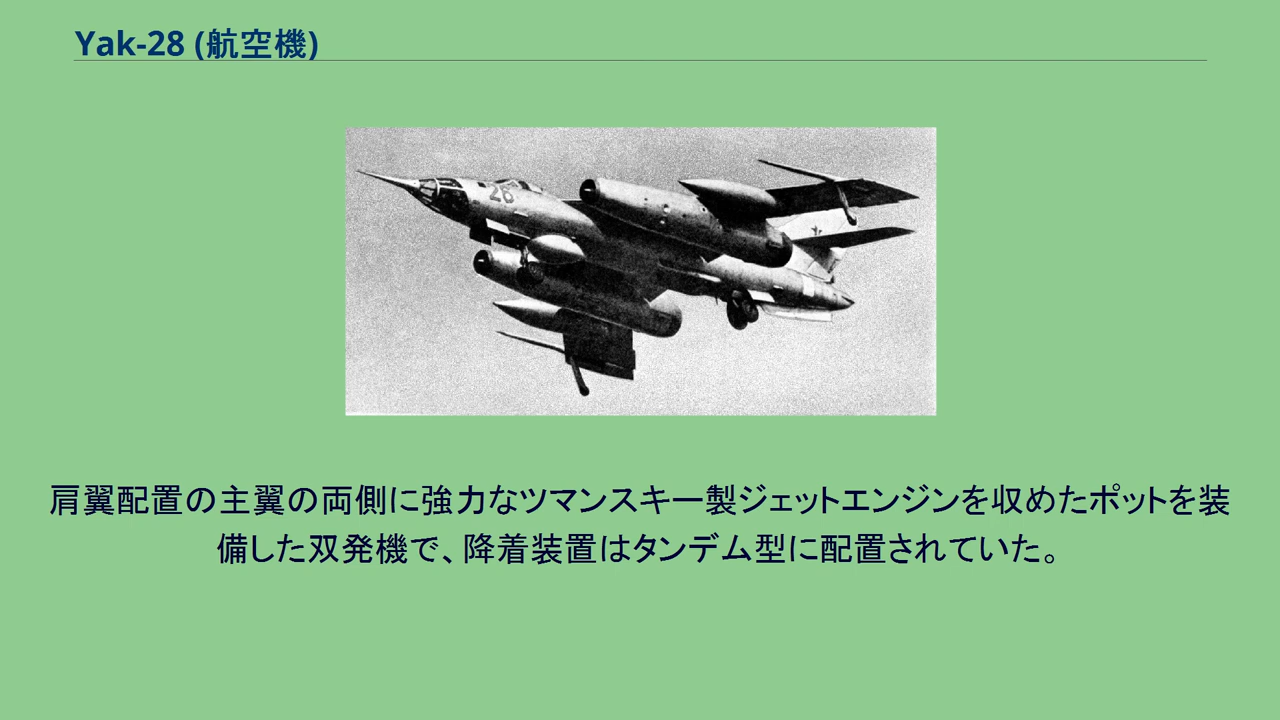 Yak-28 (航空機)
26
肩翼配置の主翼の両側に強力なツマンスキー製ジェットエンジンを収めたポットを装
備した双発機で、降着装置はタンデム型に配置されていた。